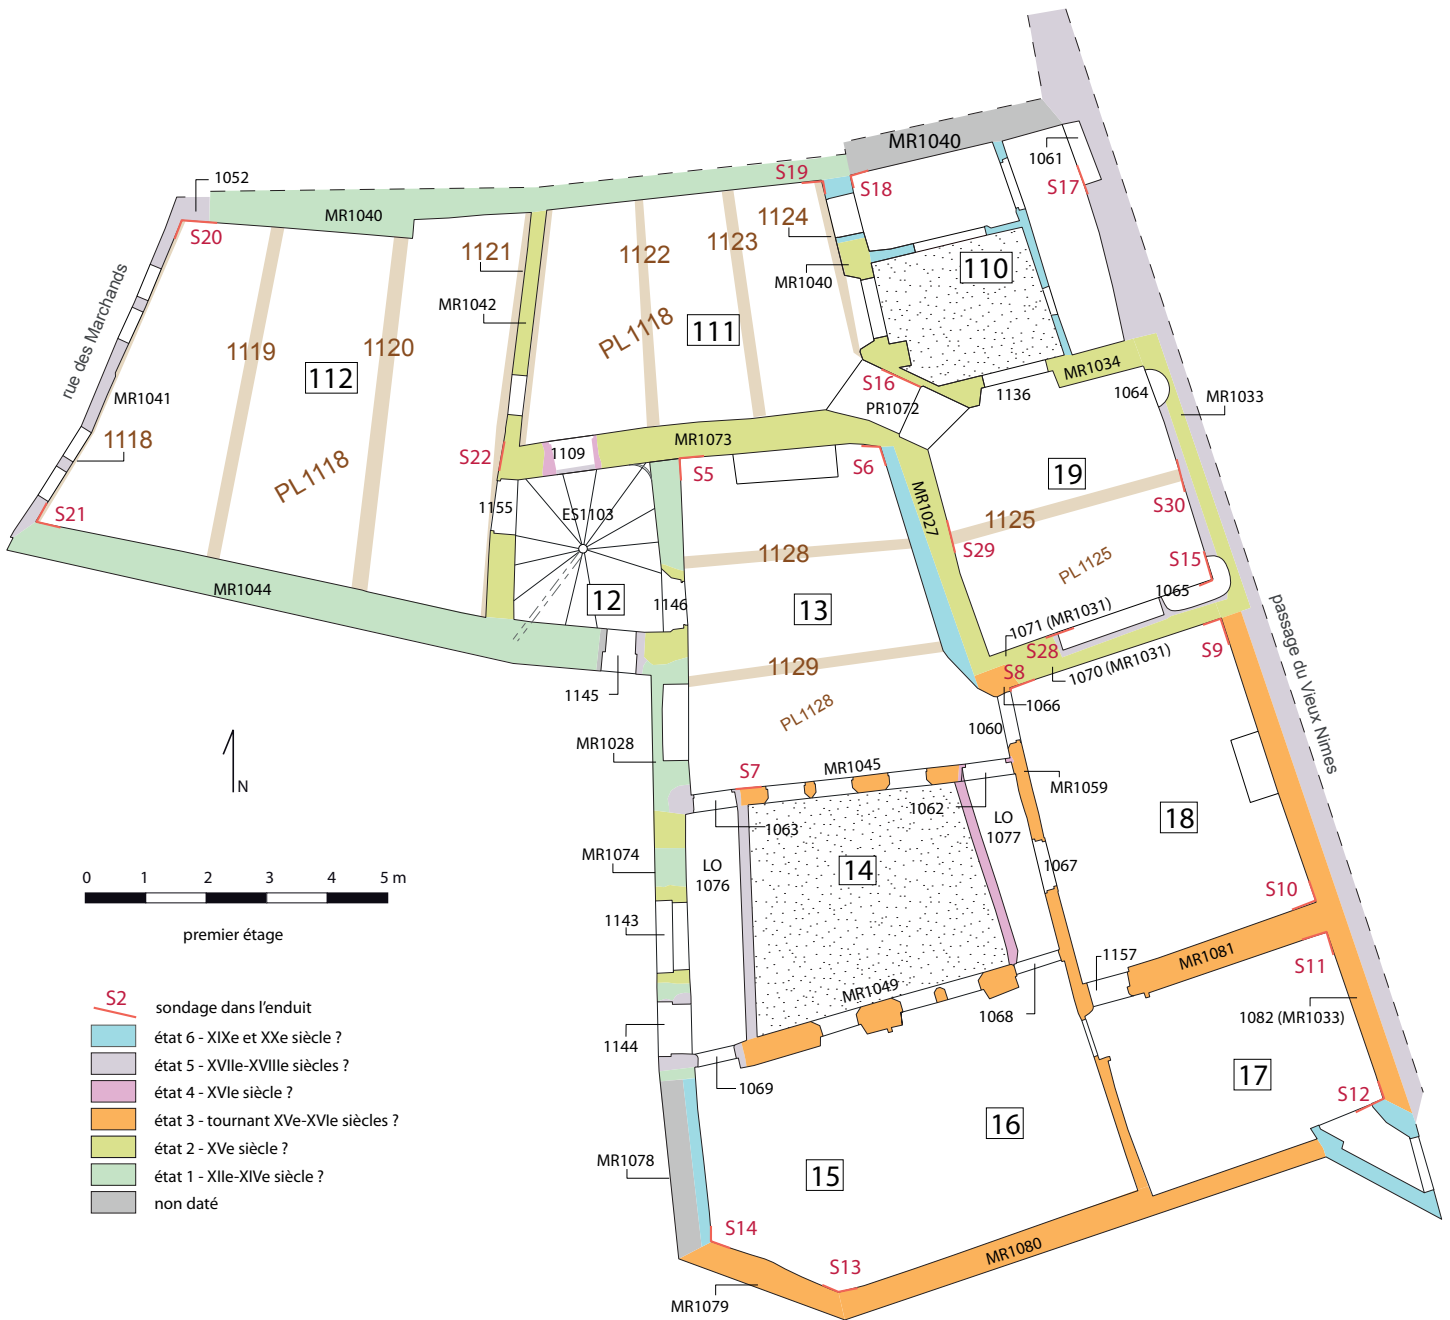 MR1040
1061
S17
S19
S18
1052
MR1040
S20
1124
1123
1122
1121
MR1042
MR1040
110
rue des Marchands
PL1118
111
1119
1120
112
MR1041
1118
PL1118
S16
PR1072
1136
MR1034
1064
MR1033
MR1073
1109
S22
S5
S6
19
1155
ES1103
MR1027
1125
S30
S21
S29
PL1125
1128
S15
1065
MR1044
12
1146
13
passage du Vieux Nimes
1071 (MR1031)
S28
1070 (MR1031)
S9
S8
1066
1129
PL1128
1145
1060
N
MR1028
S7
MR1045
MR1059
1062
1063
LO
1077
18
MR1074
LO
1076
14
1067
0 1 2 3 4 5 m
premier étage
S10
1143
1157
MR1081
S11
MR1049
1068
1082 (MR1033)
1144
1069
17
S12
16
MR1078
15
S14
S13
MR1080
MR1079
S2
sondage dans l'enduit
état 6 - XIXe et XXe siècle ?
état 5 - XVIIe-XVIIIe siècles ?
état 4 - XVIe siècle ?
état 3 - tournant XVe-XVIe siècles ?
état 2 - XVe siècle ?
état 1 - XIIe-XIVe siècle ?
non daté